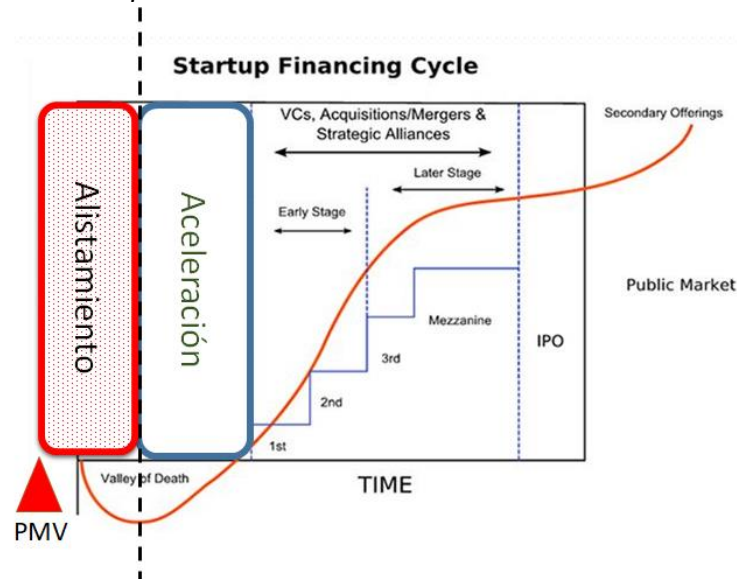 Startup Financing Cycle
VCs, Acquisitions/Mergers &
Strategic Alliances
Secondary Offerings
Later Stage
Early Stage
Alistamiento
Aceleración
Public Market
Mezzanine
IPO
3rd
2nd
1st
Valley of Death
TIME
PMV